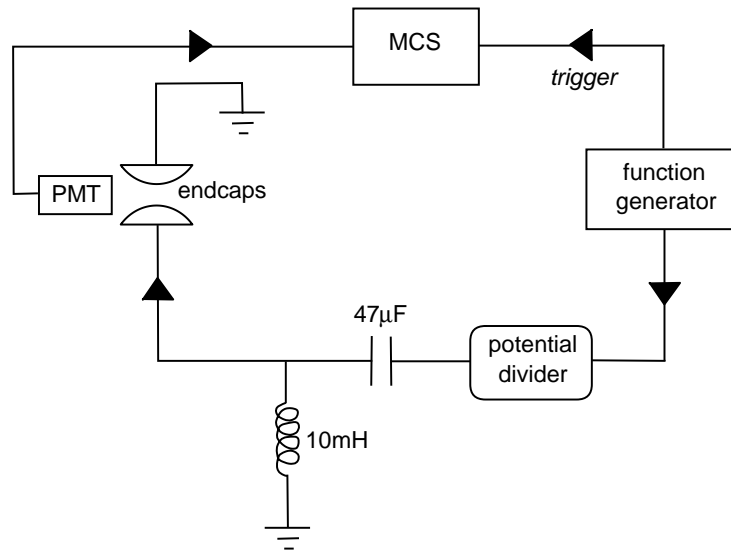 MCS
trigger
PMT
endcaps
function
generator
47μF
potential
divider
10mH